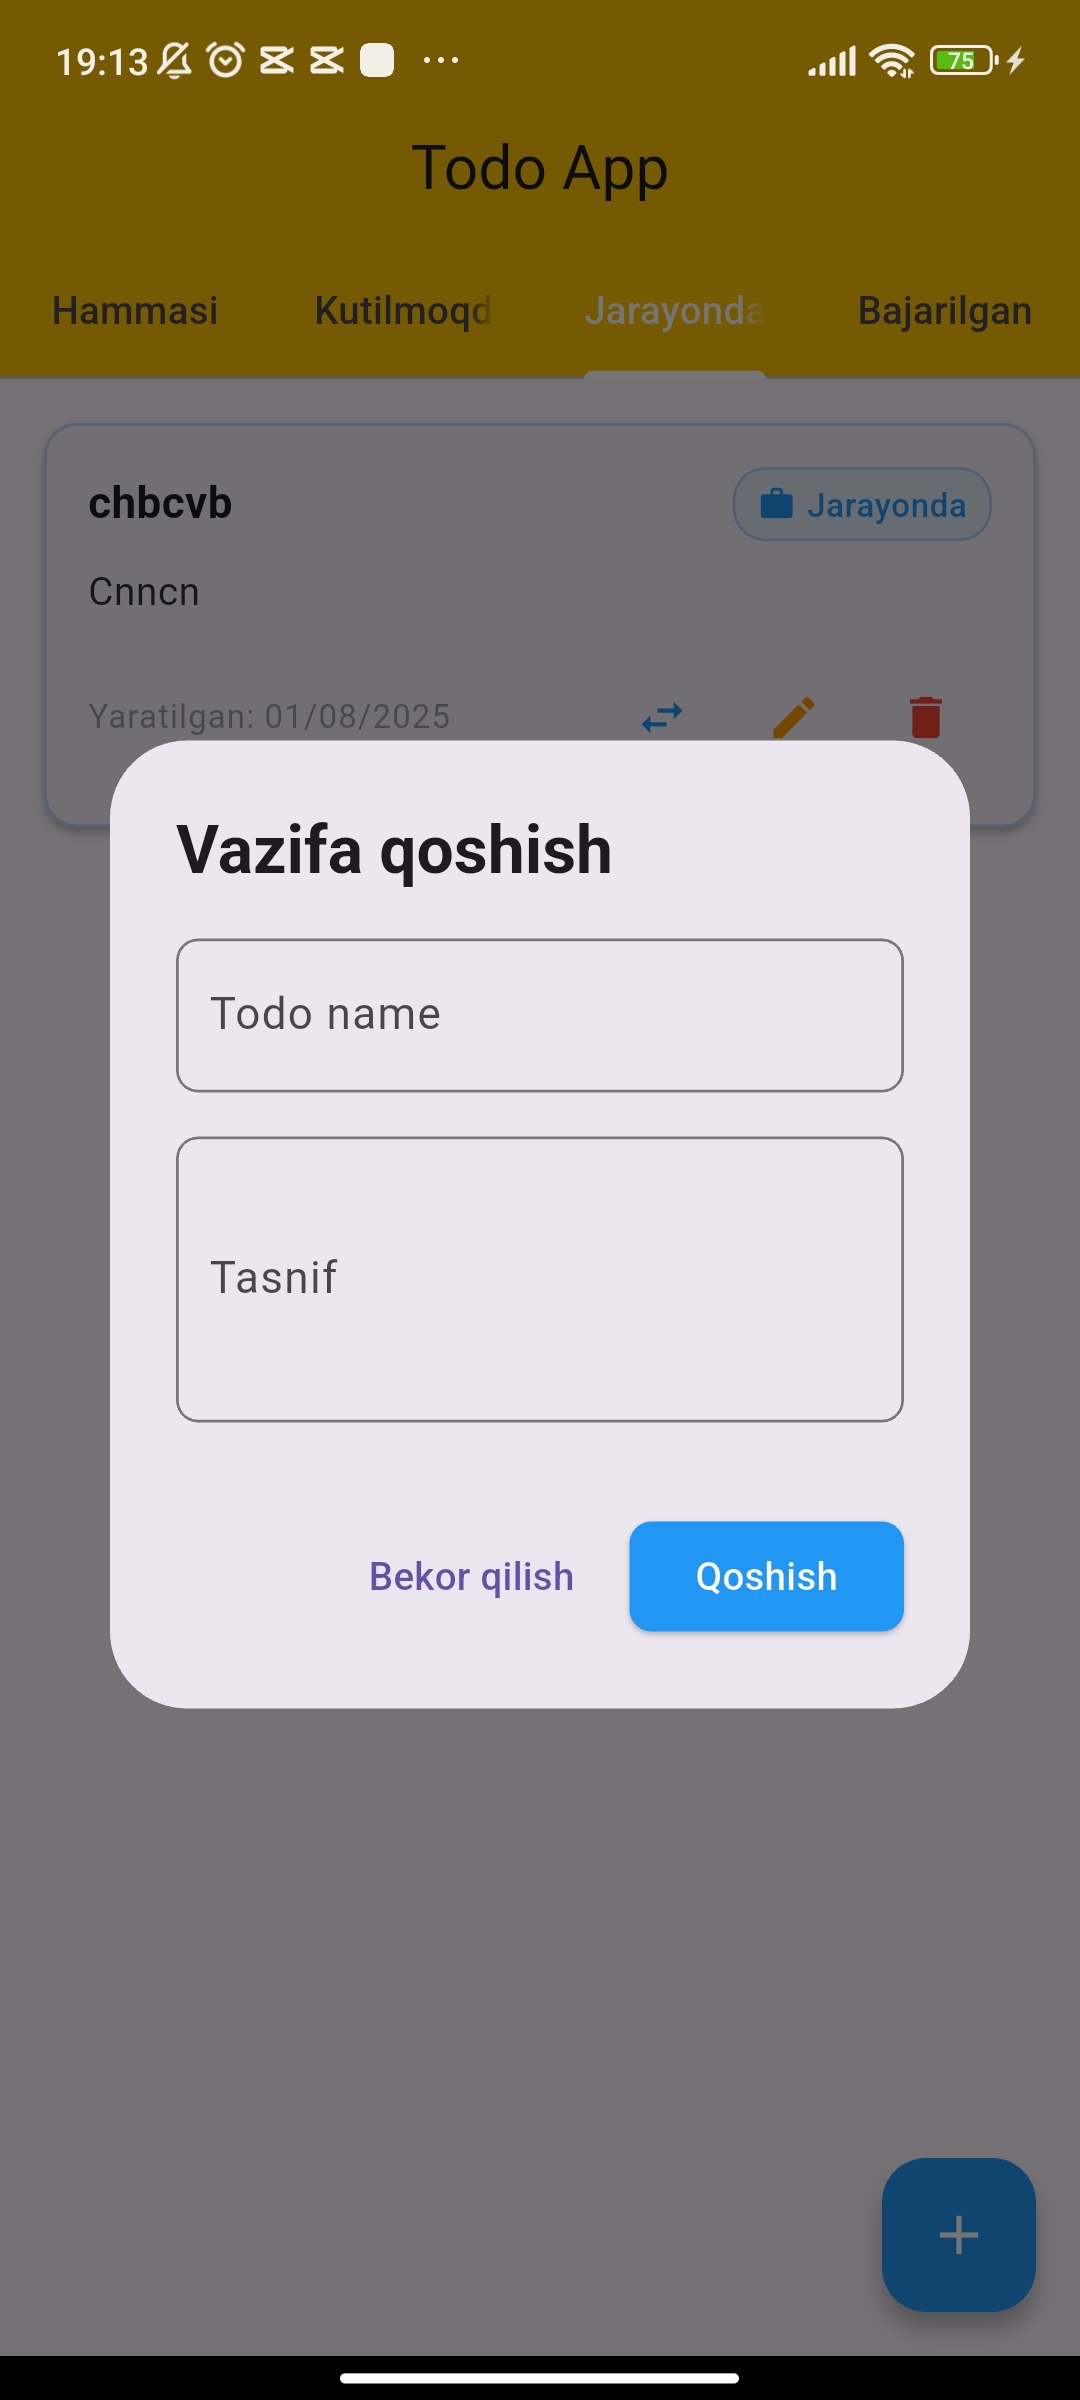 19:13 ... 75
Todo App
Hammasi Kutilmoqd Jarayonda Bajarilgan
chbcvb Jarayonda
Cnncn
Yaratilgan: 01/08/2025
Vazifa qoshish
Todo name
Tasnif
Bekor qilish Qoshish